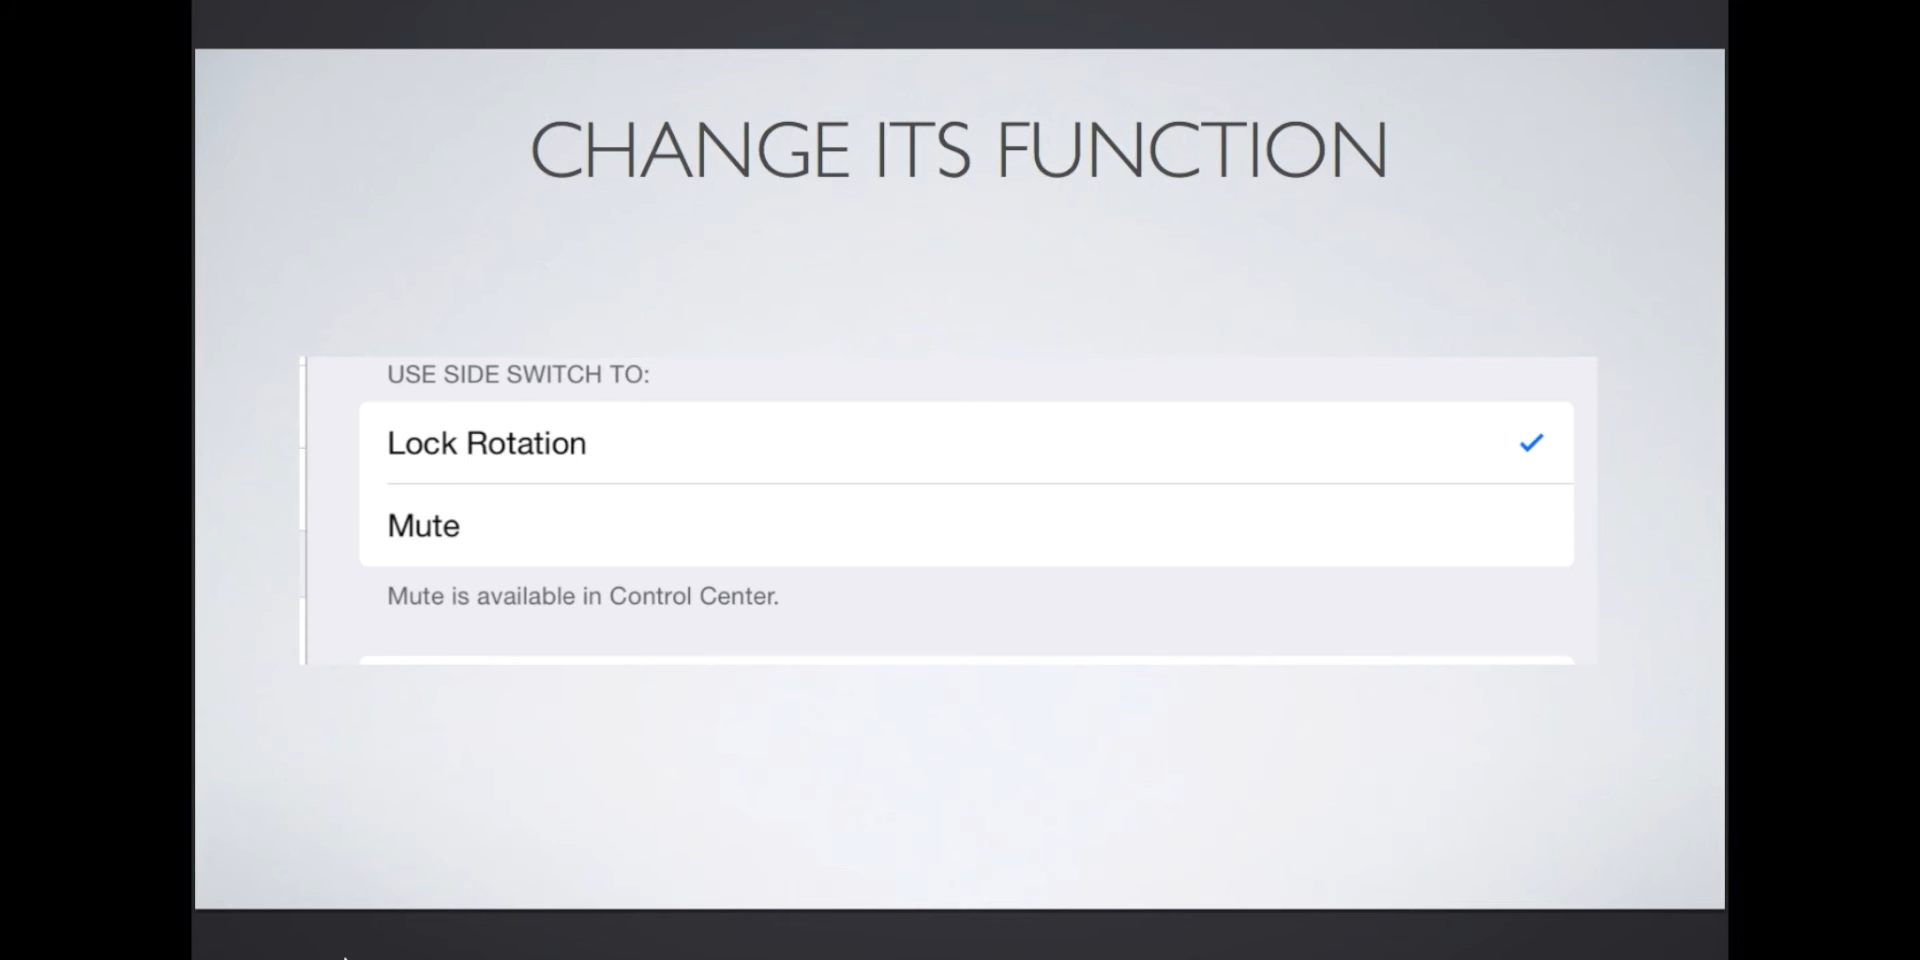 CHANGE ITS FUNCTION
USE SIDE SWITCH TO:
Lock Rotation
Mute
Mute is available in Control Center.